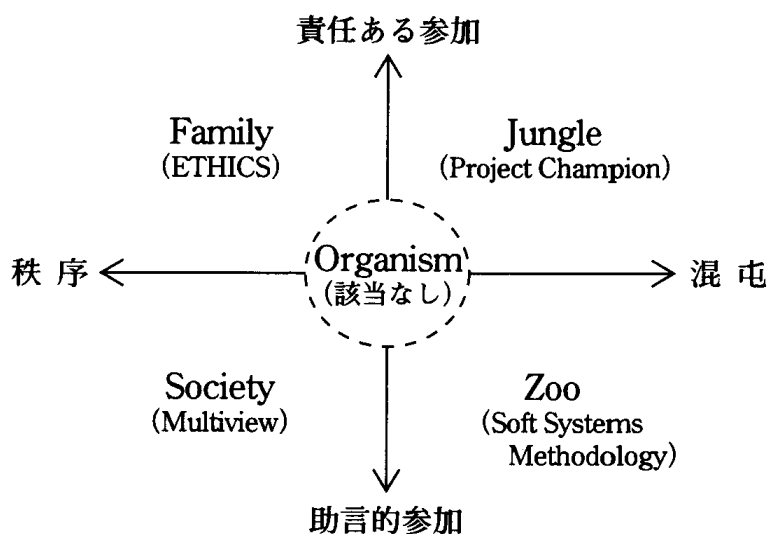 責任ある参加
Family
(ETHICS)
Jungle
(Project Champion)
秩序
Organism
(該当なし)
混屯
Society
(Multiview)
Zoo
(Soft Systems
Methodology)
助言的参加